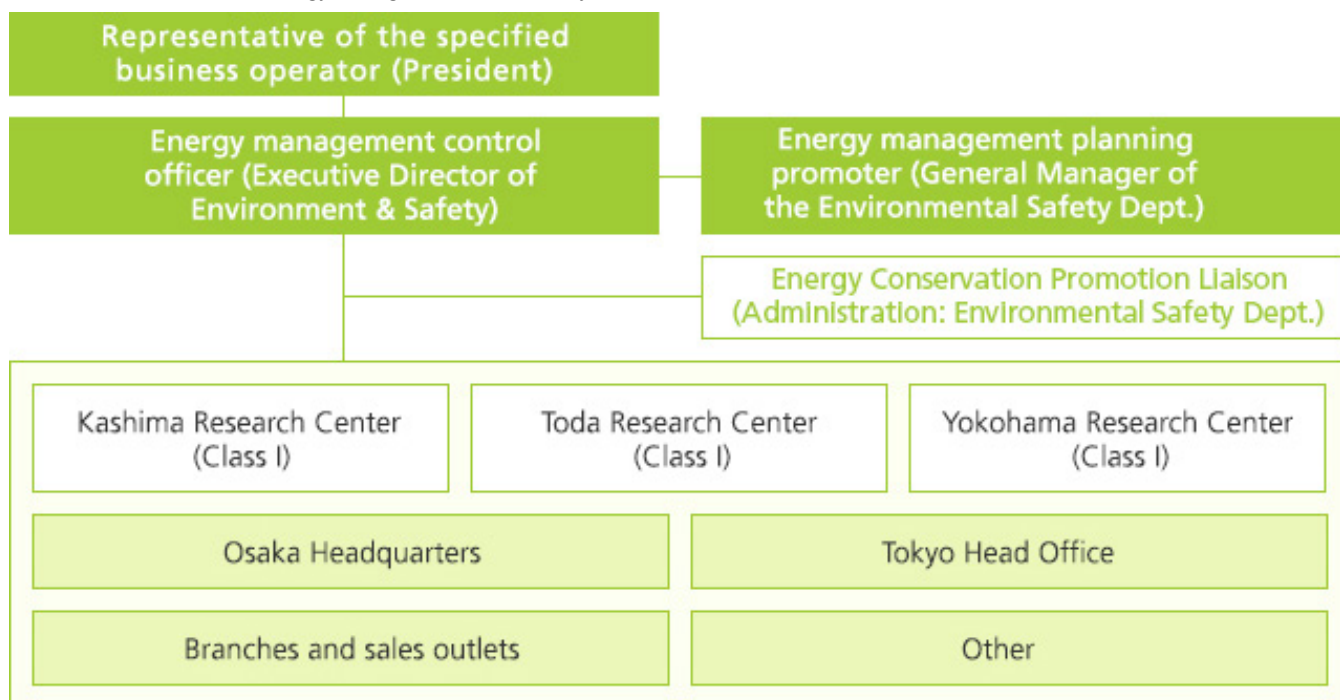 Representative of the specified
business operator (President)
Energy management control
officer (Executive Director of
Environment & Safety)
Energy management planning
promoter (General Manager of
the Environmental Safety Dept.)
Energy Conservation Promotion Liaison
(Administration: Environmental Safety Dept.)
Kashima Research Center
(Class I)
Toda Research Center
(Class I)
Yokohama Research Center
(Class I)
Osaka Headquarters
Tokyo Head Office
Branches and sales outlets
Other